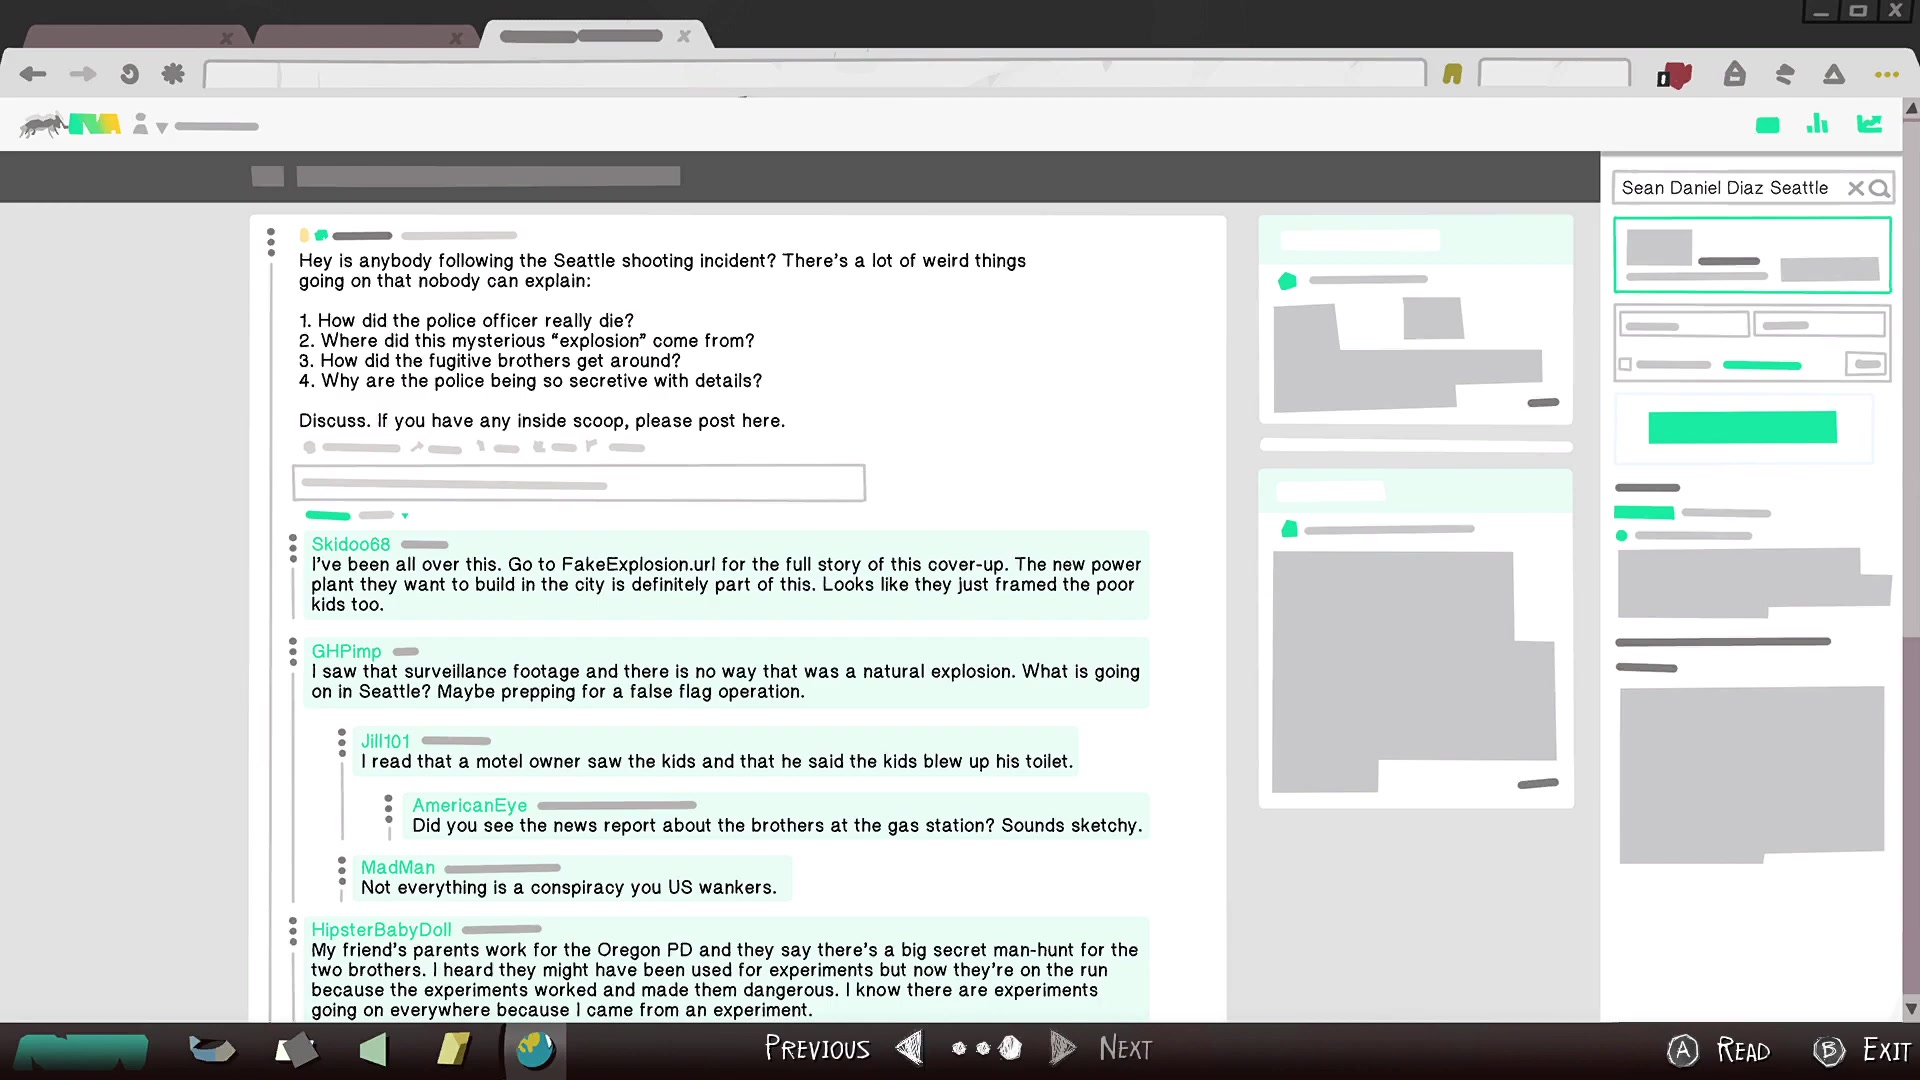 Sean Daniel Diaz Seattle
Hey is anybody following the Seattle shooting incident? There's a lot of weird things
going on that nobody can explain:
1. How did the police officer really die?
2. Where did this mysterious “explosion” come from?
3. How did the fugitive brothers get around?
4. Why are the police being so secretive with details?
Discuss. If you have any inside scoop, please post here.
Skidoo68
I've been all over this. Go to FakeExplosion.url for the full story of this cover-up. The new power
plant they want to build in the city is definitely part of this. Looks like they just framed the poor
kids too.
GHPimp
I saw that surveillance footage and there is no way that was a natural explosion. What is going
on in Seattle? Maybe prepping for a false flag operation.
Jill101
I read that a motel owner saw the kids and that he said the kids blew up his toilet.
AmericanEye
Did you see the news report about the brothers at the gas station? Sounds sketchy.
MadMan
Not everything is a conspiracy you US wankers.
HipsterBabyDoll
My friend's parents work for the Oregon PD and they say there's a big secret man-hunt for the
two brothers. I heard they might have been used for experiments but now they're on the run
because the experiments worked and made them dangerous. I know there are experiments
going on everywhere because I came from an experiment.
Previous Next A Read B Exit